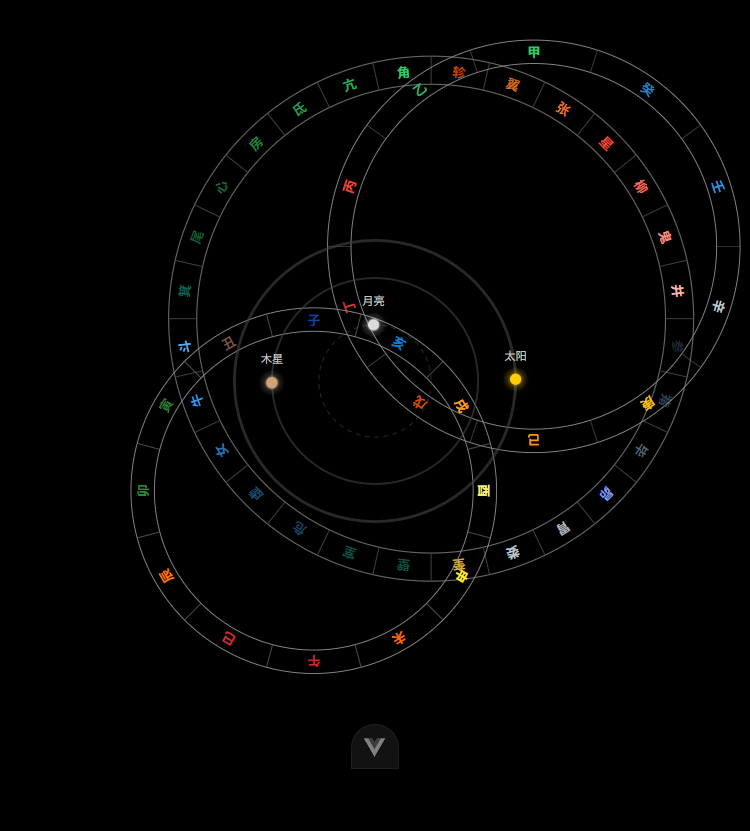 甲
癸
壬
辛
己
戊
丁
丙
乙
角
亢
氐
房
心
尾
箕
斗
牛
女
虚
危
室
壁
奎
娄
胃
昴
毕
觜
参
井
鬼
柳
星
张
翼
轸
子
丑
寅
卯
辰
巳
午
未
申
酉
戌
亥
月亮
木星
太阳